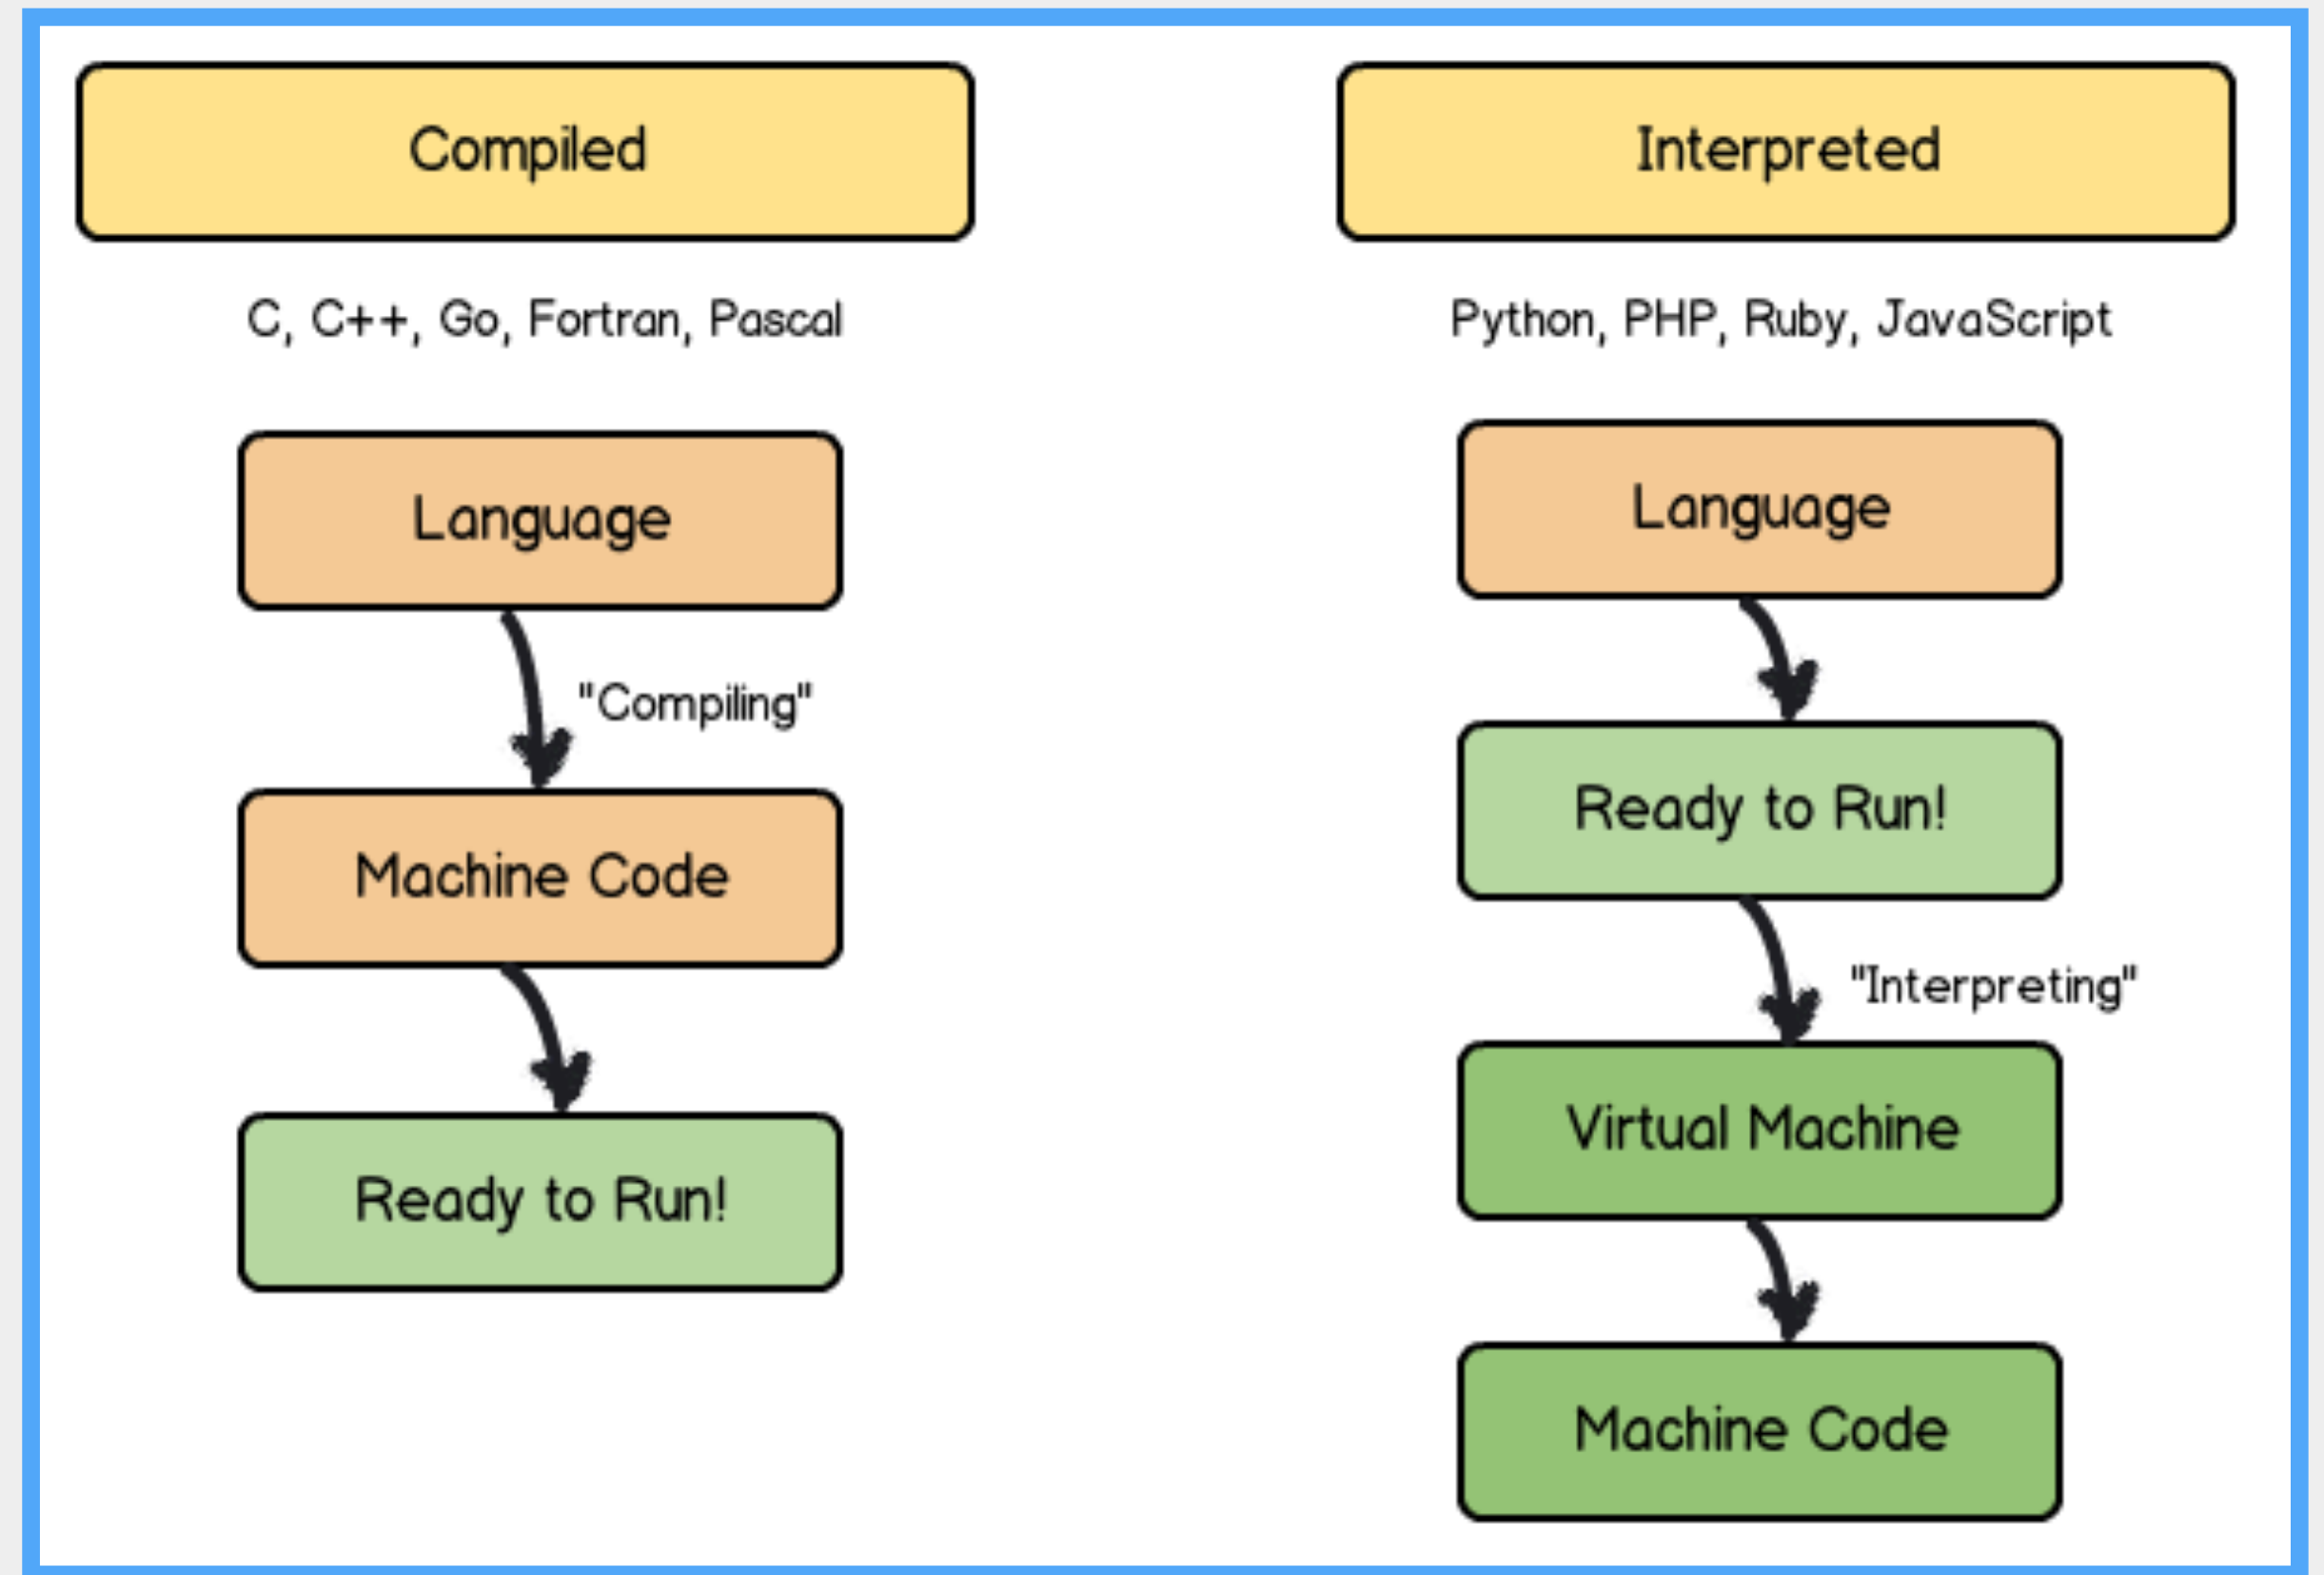 Compiled
C, C++, Go, Fortran, Pascal
Language
"Compiling"
Machine Code
Ready to Run!
Interpreted
Python, PHP, Ruby, JavaScript
Language
Ready to Run!
"Interpreting"
Virtual Machine
Machine Code